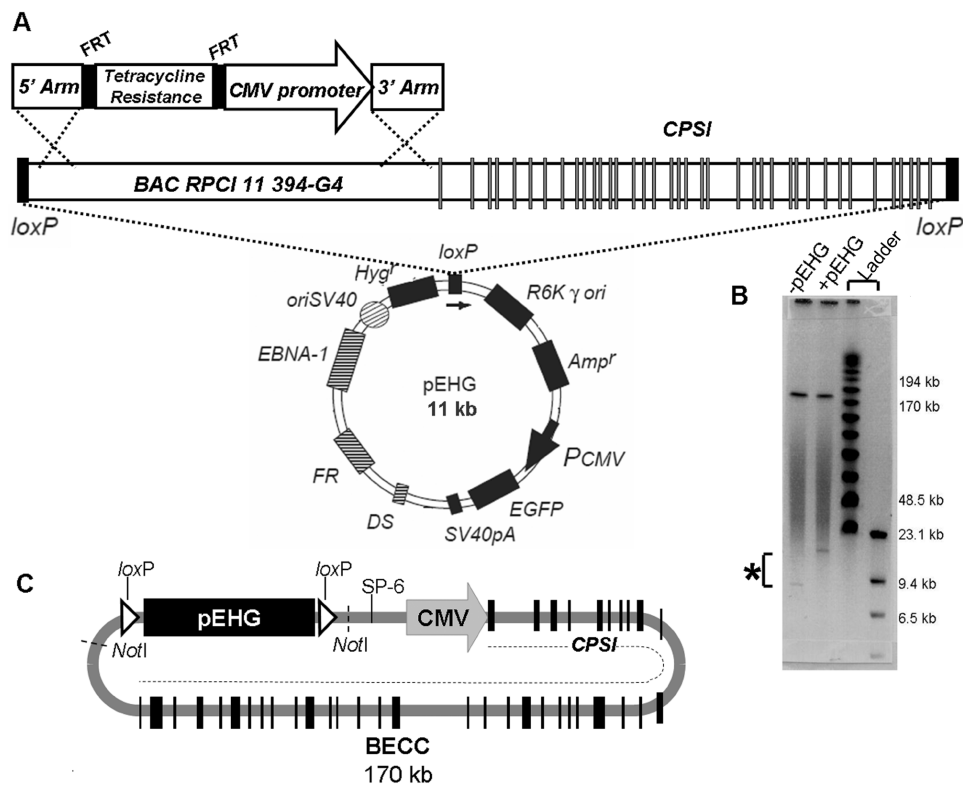 A
FRT
FRT
5' Arm
Tetracycline
Resistance
CMV promoter
3' Arm
CPSI
BAC RPCI 11 394-G4
loxP
loxP
loxP
Hygr
R6K γ ori
oriSV40
EBNA-1
Ampr
pEHG
11 kb
PCMV
FR
EGFP
DS
SV40pA
B
-pEHG
+pEHG
Ladder
194 kb
170 kb
48.5 kb
23.1 kb
*
9.4 kb
6.5 kb
C
loxP
loxP
SP-6
pEHG
CMV
NotI
NotI
CPSI
BECC
170 kb